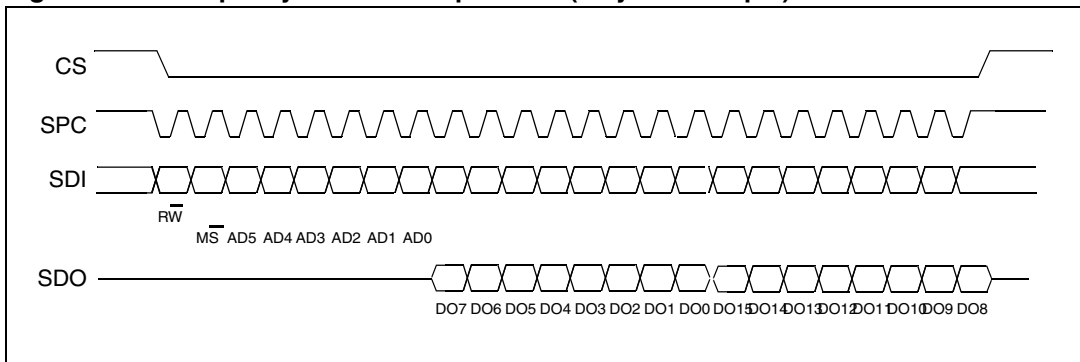 CS
SPC
SDI
RW
MS AD5 AD4 AD3 AD2 AD1 AD0
SDO
DO7 DO6 DO5 DO4 DO3 DO2 DO1 DO0 DO15 DO14 DO13 DO12 DO11 DO10 DO9 DO8